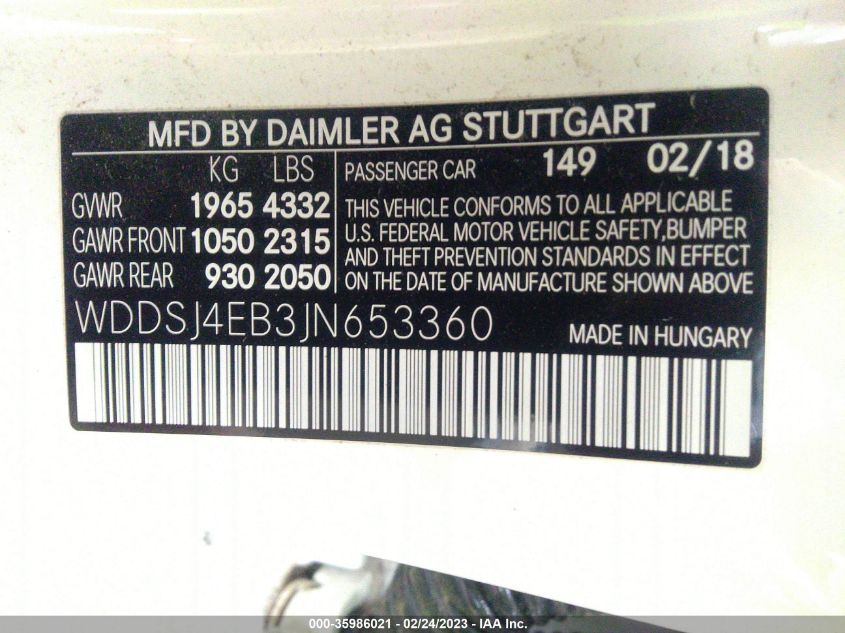 MFD BY DAIMLER AG STUTTGART
KG LBS
GVWR 1965 4332
GAWR FRONT 1050 2315
GAWR REAR 930 2050
PASSENGER CAR 149 02/18
THIS VEHICLE CONFORMS TO ALL APPLICABLE
U.S. FEDERAL MOTOR VEHICLE SAFETY,BUMPER
AND THEFT PREVENTION STANDARDS IN EFFECT
ON THE DATE OF MANUFACTURE SHOWN ABOVE
WDDSJ4EB3JN653360
MADE IN HUNGARY
000-35986021 - 02/24/2023 - IAA Inc.